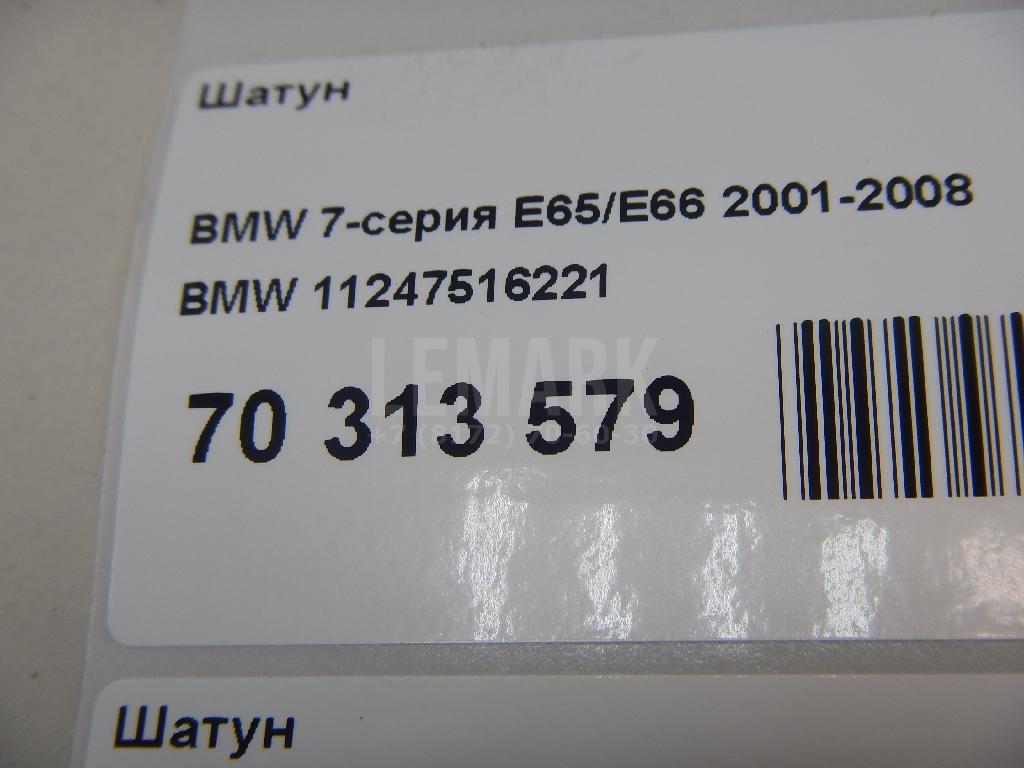 Шатун
BMW 7-серия E65/E66 2001-2008
BMW 11247516221
LEMARK
70 313 579
Шатун